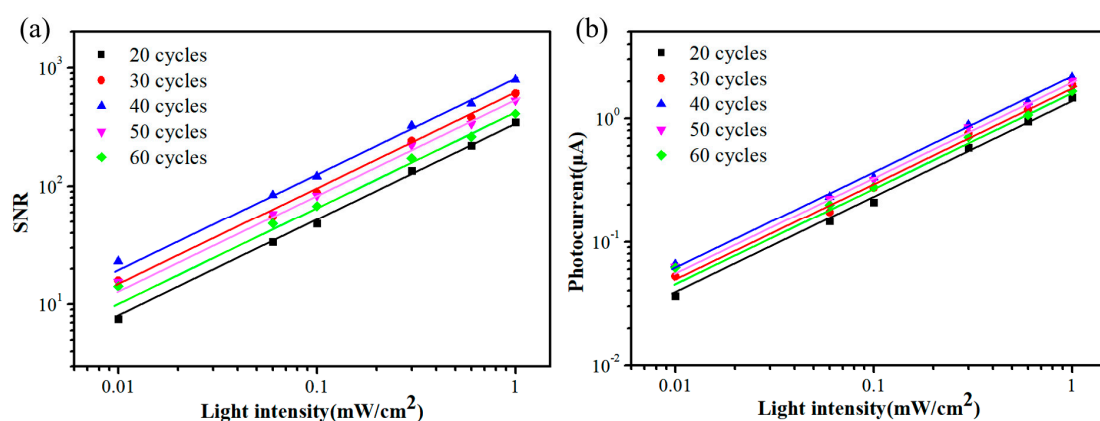 (a)
SNR
10³
10²
10¹
20 cycles
30 cycles
40 cycles
50 cycles
60 cycles
0.01 0.1 1
Light intensity(mW/cm²)
(b)
Photocurrent(μA)
10⁰
10⁻¹
10⁻²
20 cycles
30 cycles
40 cycles
50 cycles
60 cycles
0.01 0.1 1
Light intensity(mW/cm²)